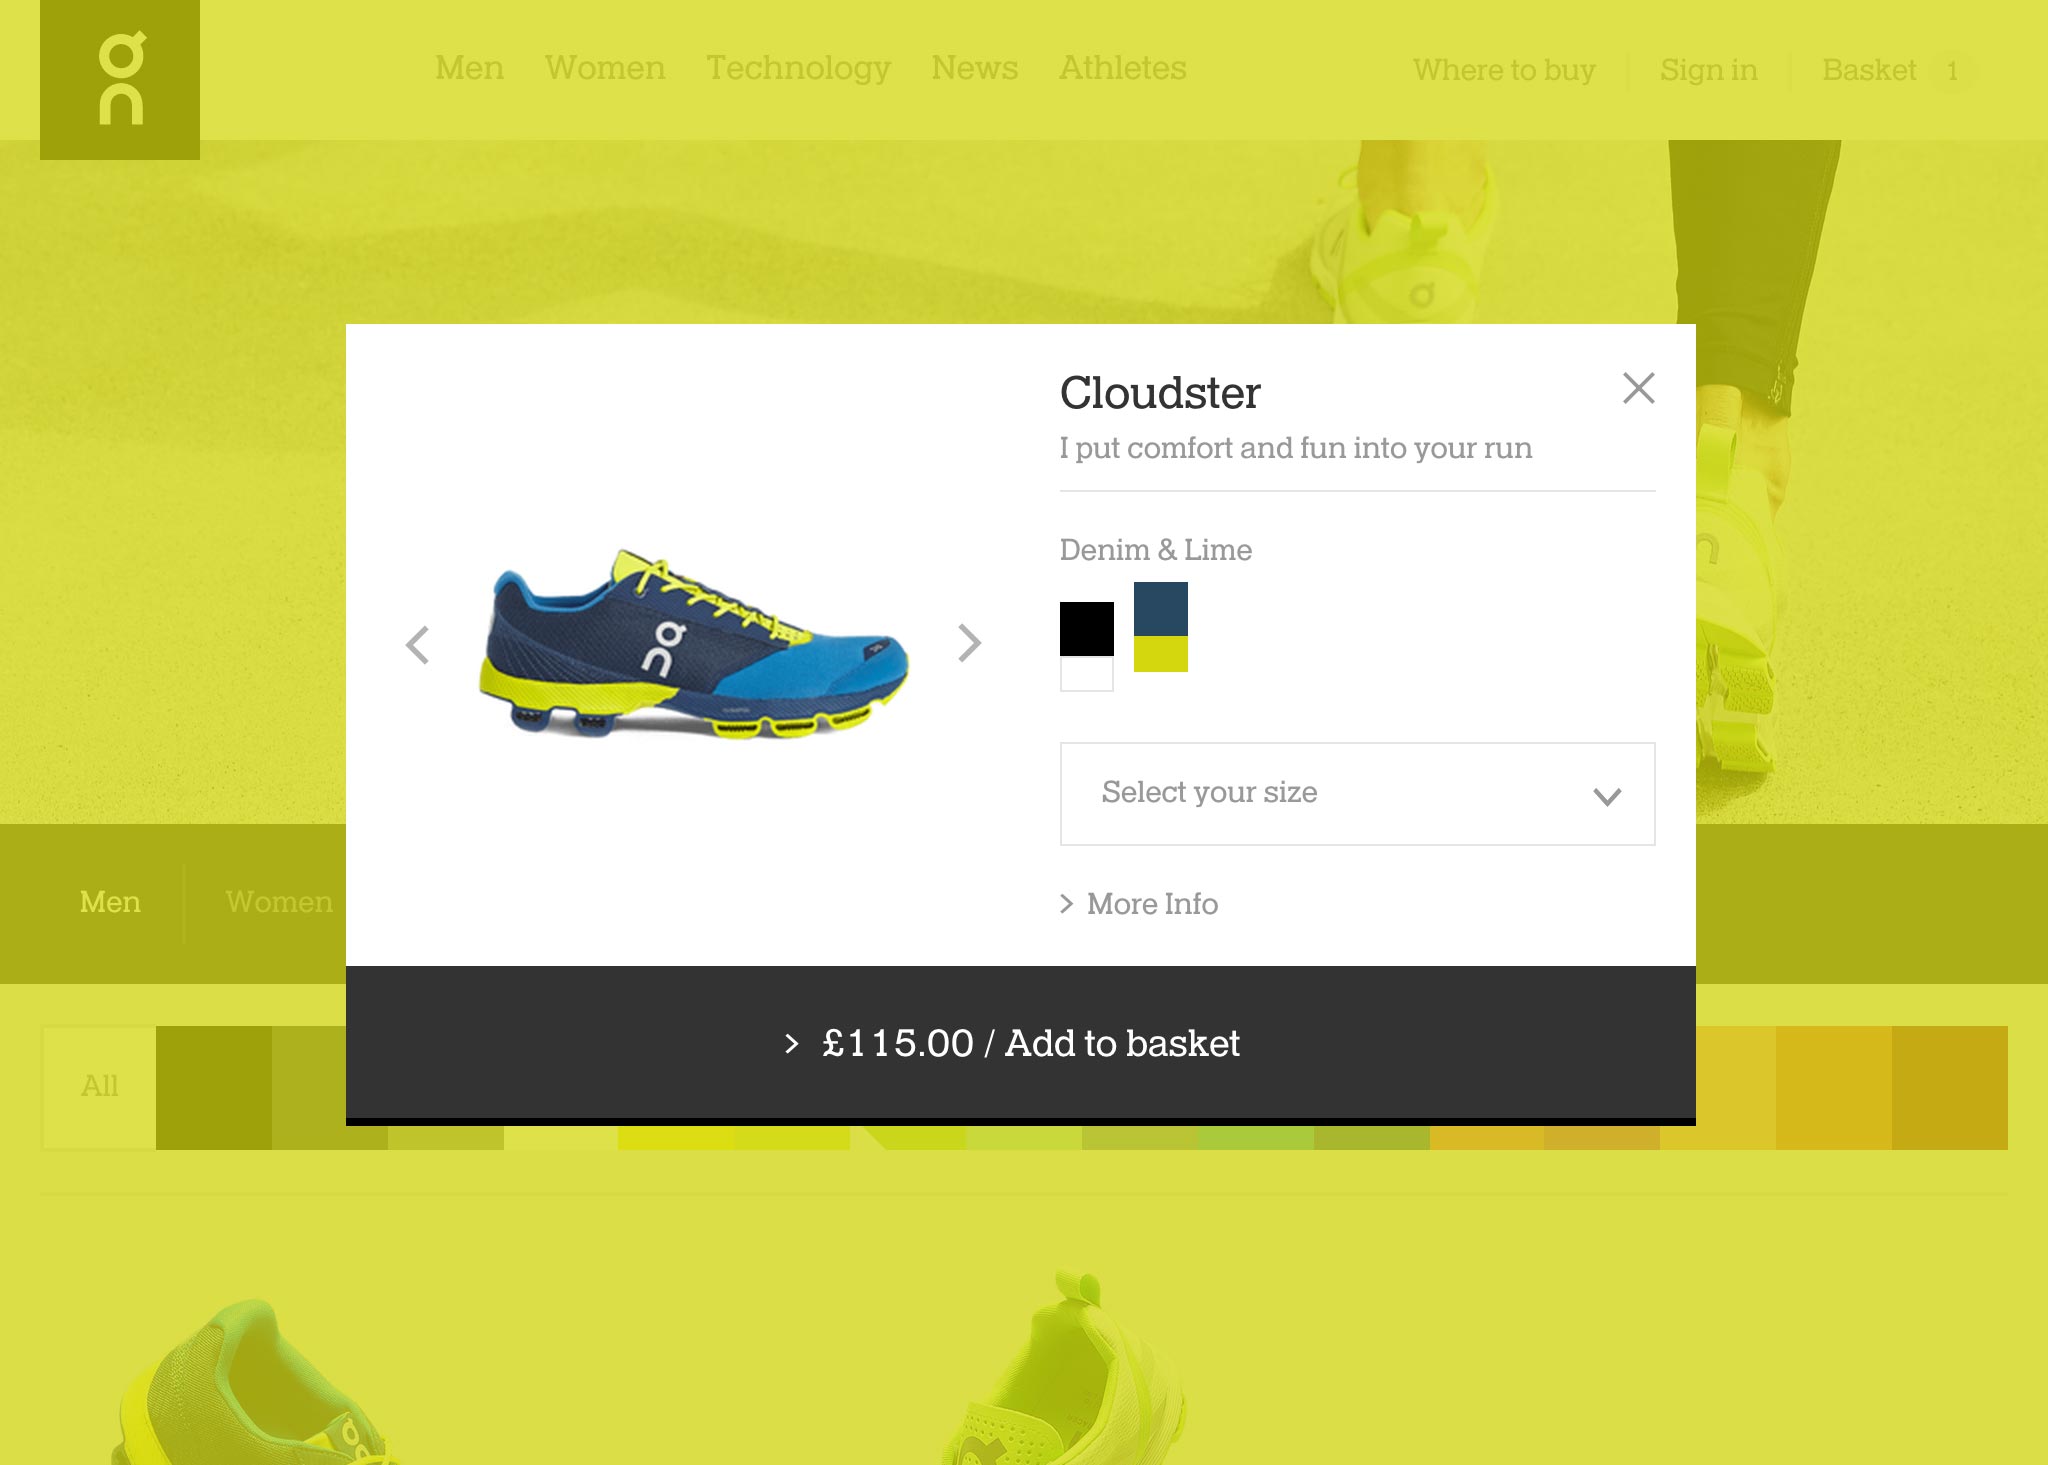 on
Men Women Technology News Athletes
Where to buy Sign in Basket 1
Cloudster
I put comfort and fun into your run
Denim & Lime
Select your size
More Info
Men Women
£115.00 / Add to basket
All